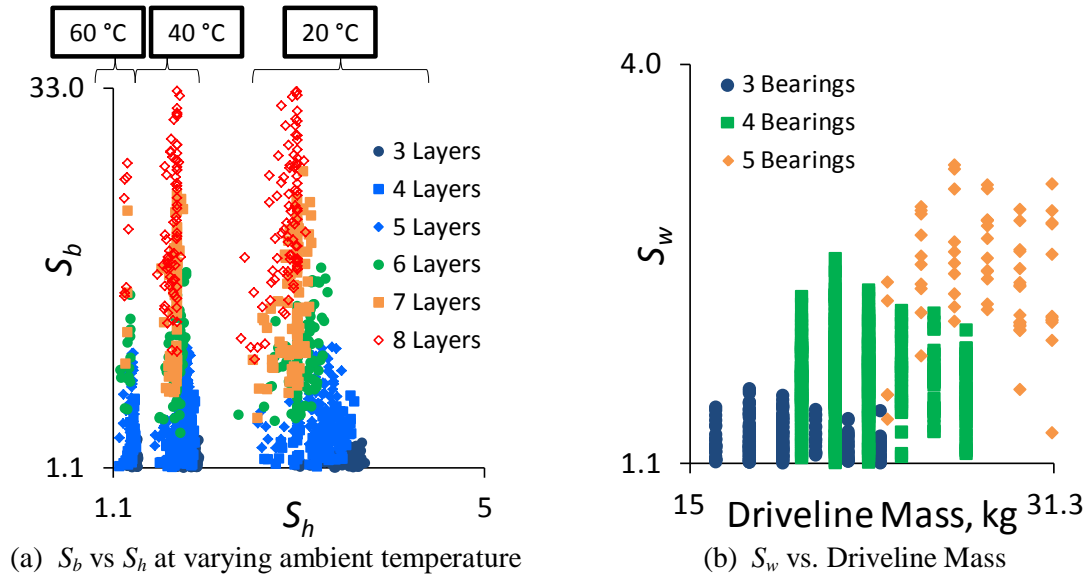 60 °C
40 °C
20 °C
33.0
S_b
1.1
1.1
S_h
5
3 Layers
4 Layers
5 Layers
6 Layers
7 Layers
8 Layers
(a) S_b vs S_h at varying ambient temperature
4.0
S_w
1.1
15
Driveline Mass, kg
31.3
3 Bearings
4 Bearings
5 Bearings
(b) S_w vs. Driveline Mass